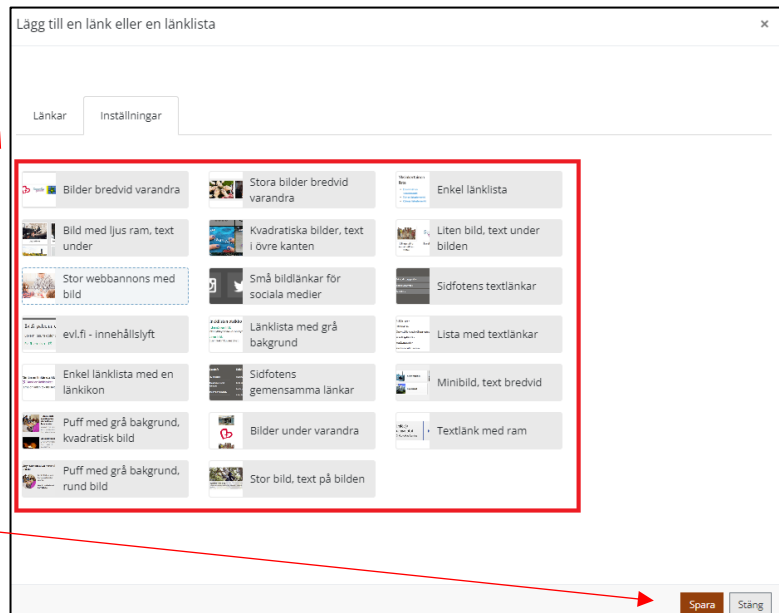 Lägg till en länk eller en länklista ×
Länkar Inställningar
Bilder bredvid varandra
Stora bilder bredvid
varandra
Enkel länklista
Bild med ljus ram, text
under
Kvadratiska bilder, text
i övre kanten
Liten bild, text under
bilden
Stor webbannons med
bild
Små bildlänkar för
sociala medier
Sidfotens textlänkar
evl.fi - innehållslyft
Länklista med grå
bakgrund
Lista med textlänkar
Enkel länklista med en
länkikon
Sidfotens
gemensamma länkar
Minibild, text bredvid
Puff med grå bakgrund,
kvadratisk bild
Bilder under varandra
Textlänk med ram
Puff med grå bakgrund,
rund bild
Stor bild, text på bilden
Spara Stäng